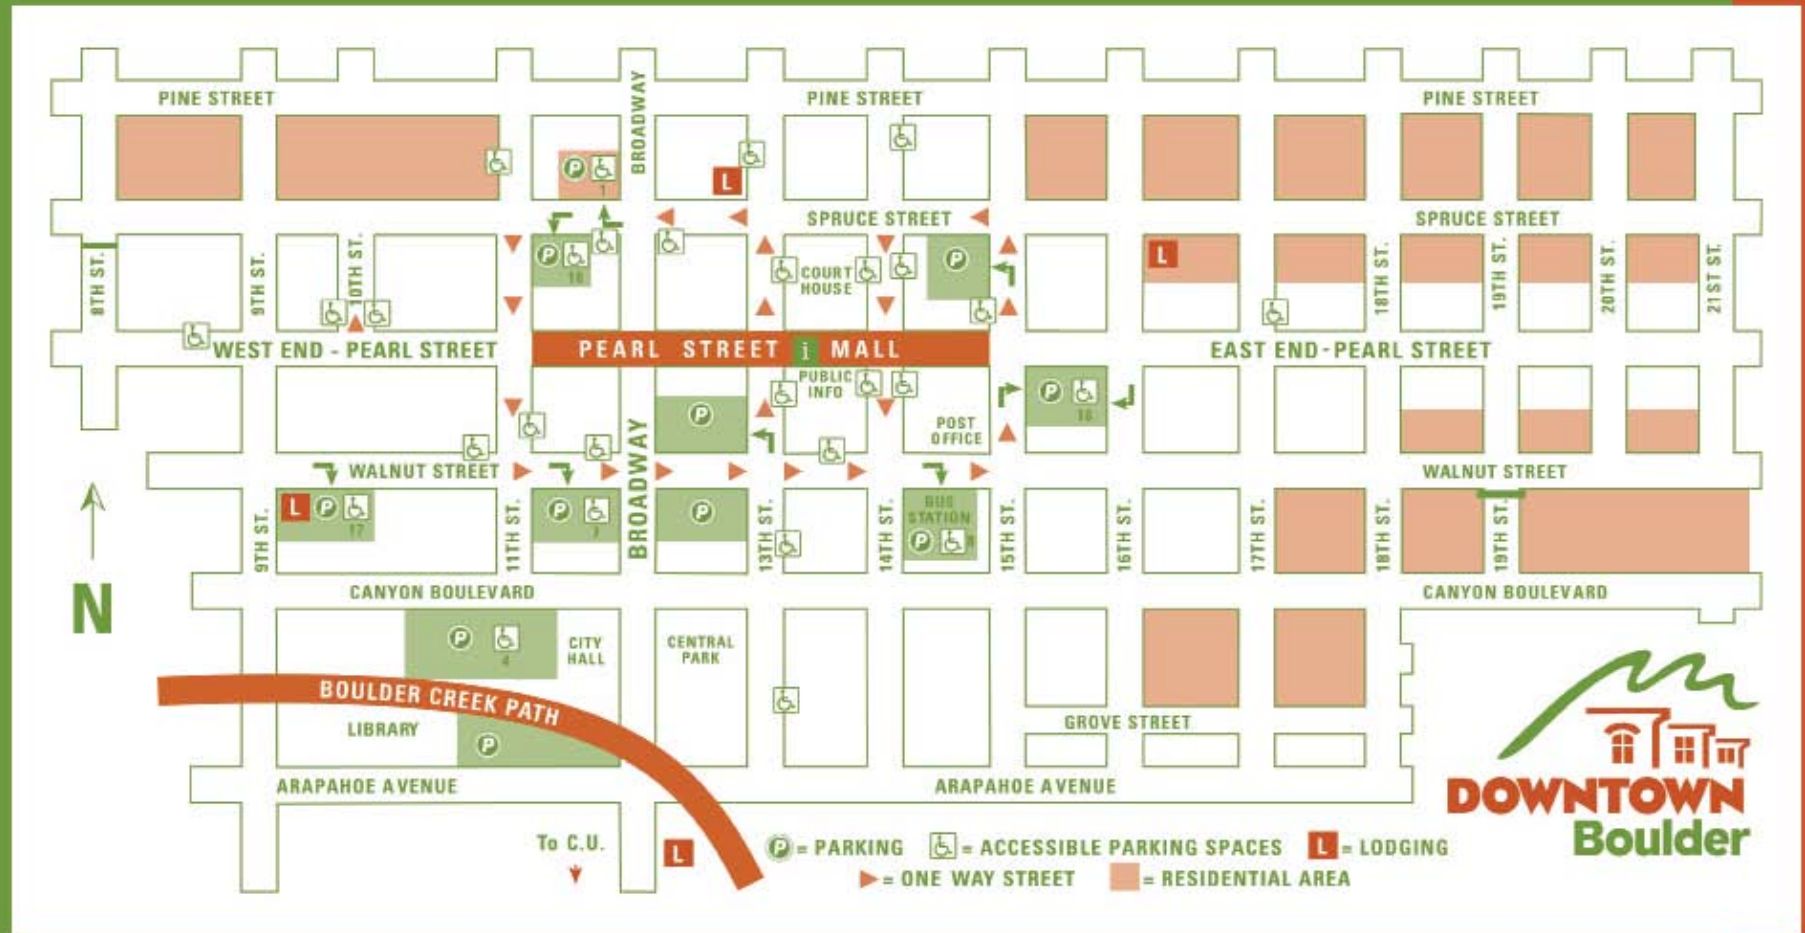 PINE STREET
BROADWAY
PINE STREET
PINE STREET
P
1
L
SPRUCE STREET
SPRUCE STREET
8TH ST.
9TH ST.
10TH ST.
P
COURT
HOUSE
P
L
18TH ST.
19TH ST.
20TH ST.
21ST ST.
WEST END - PEARL STREET
PEARL STREET i MALL
EAST END-PEARL STREET
PUBLIC
INFO
P
P
POST
OFFICE
BROADWAY
WALNUT STREET
WALNUT STREET
L P
17
P
7
P
BUS
STATION
P
9TH ST.
11TH ST.
13TH ST.
14TH ST.
15TH ST.
16TH ST.
17TH ST.
18TH ST.
19TH ST.
CANYON BOULEVARD
CANYON BOULEVARD
N
P
4
CITY
HALL
CENTRAL
PARK
BOULDER CREEK PATH
LIBRARY
P
GROVE STREET
ARAPAHOE AVENUE
ARAPAHOE AVENUE
To C.U.
L
P = PARKING
= ACCESSIBLE PARKING SPACES
L = LODGING
= ONE WAY STREET
= RESIDENTIAL AREA
DOWNTOWN
Boulder